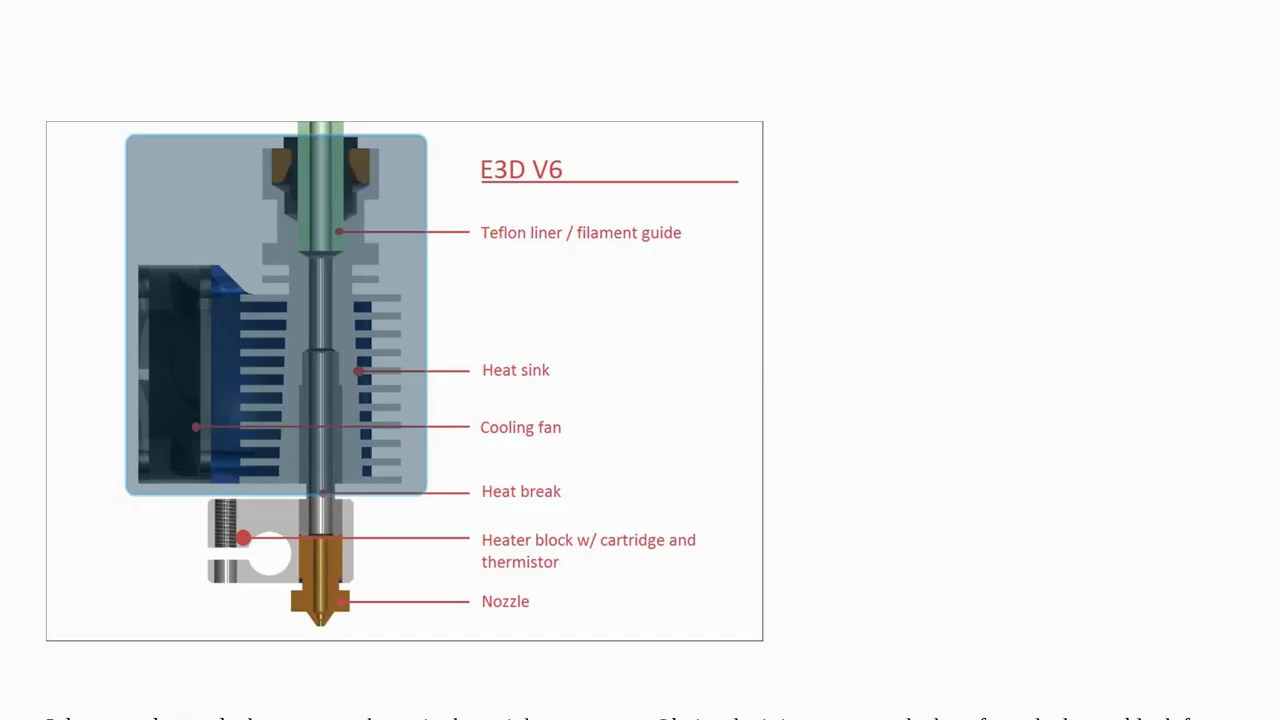 E3D V6
Teflon liner / filament guide
Heat sink
Cooling fan
Heat break
Heater block w/ cartridge and
thermistor
Nozzle